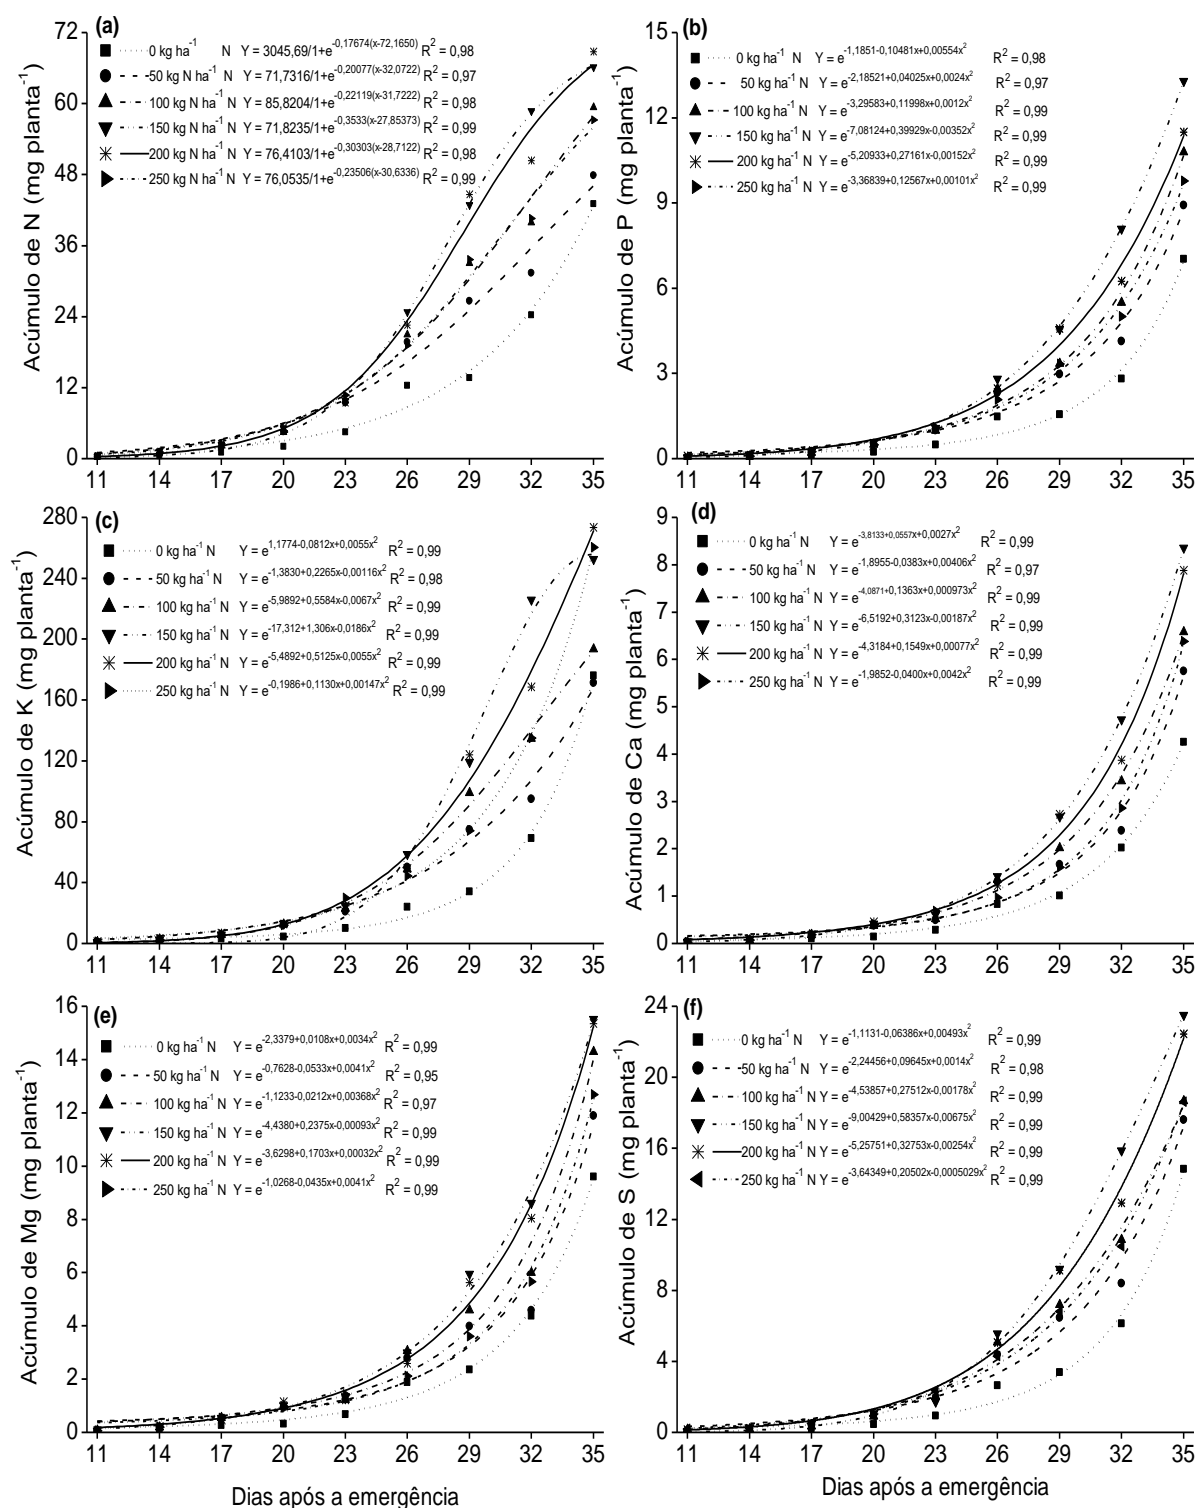 (a)
0 kg ha⁻¹ N Y = 3045,69/1+e^-0,17674(x-72,1650) R² = 0,98
50 kg N ha⁻¹ N Y = 71,7316/1+e^-0,20077(x-32,0722) R² = 0,97
100 kg N ha⁻¹ N Y = 85,8204/1+e^-0,22119(x-31,7222) R² = 0,98
150 kg N ha⁻¹ N Y = 71,8235/1+e^-0,3533(x-27,85373) R² = 0,99
200 kg N ha⁻¹ N Y = 76,4103/1+e^-0,30303(x-28,7122) R² = 0,98
250 kg N ha⁻¹ N Y = 76,0535/1+e^-0,23506(x-30,6336) R² = 0,99
Acúmulo de N (mg planta⁻¹)
72
60
48
36
24
12
0
11 14 17 20 23 26 29 32 35
(b)
0 kg ha⁻¹ N Y = e^-1,1851-0,10481x+0,00554x² R² = 0,98
50 kg ha⁻¹ N Y = e^-2,18521+0,04025x+0,0024x² R² = 0,97
100 kg ha⁻¹ N Y = e^-3,29583+0,11998x+0,0012x² R² = 0,99
150 kg ha⁻¹ N Y = e^-7,08124+0,39929x-0,00352x² R² = 0,99
200 kg ha⁻¹ N Y = e^-5,20933+0,27161x-0,00152x² R² = 0,99
250 kg ha⁻¹ N Y = e^-3,36839+0,12567x+0,00101x² R² = 0,99
Acúmulo de P (mg planta⁻¹)
15
12
9
6
3
0
11 14 17 20 23 26 29 32 35
(c)
0 kg ha⁻¹ N Y = e^1,1774-0,0812x+0,0055x² R² = 0,99
50 kg ha⁻¹ N Y = e^-1,3830+0,2265x-0,00116x² R² = 0,98
100 kg ha⁻¹ N Y = e^-5,9892+0,5584x-0,0067x² R² = 0,99
150 kg ha⁻¹ N Y = e^-17,312+1,306x-0,0186x² R² = 0,99
200 kg ha⁻¹ N Y = e^-5,4892+0,5125x-0,0055x² R² = 0,99
250 kg ha⁻¹ N Y = e^-0,1986+0,1130x+0,00147x² R² = 0,99
Acúmulo de K (mg planta⁻¹)
280
240
200
160
120
80
40
0
11 14 17 20 23 26 29 32 35
(d)
0 kg ha⁻¹ N Y = e^-3,8133+0,0557x+0,0027x² R² = 0,99
50 kg ha⁻¹ N Y = e^-1,8955-0,0383x+0,00406x² R² = 0,97
100 kg ha⁻¹ N Y = e^-4,0871+0,1363x+0,000973x² R² = 0,99
150 kg ha⁻¹ N Y = e^-6,5192+0,3123x-0,00187x² R² = 0,99
200 kg ha⁻¹ N Y = e^-4,3184+0,1549x+0,00077x² R² = 0,99
250 kg ha⁻¹ N Y = e^-1,9852-0,0400x+0,0042x² R² = 0,99
Acúmulo de Ca (mg planta⁻¹)
9
8
7
6
5
4
3
2
1
0
11 14 17 20 23 26 29 32 35
(e)
0 kg ha⁻¹ N Y = e^-2,3379+0,0108x+0,0034x² R² = 0,99
50 kg ha⁻¹ N Y = e^-0,7628-0,0533x+0,0041x² R² = 0,95
100 kg ha⁻¹ N Y = e^-1,1233-0,0212x+0,00368x² R² = 0,97
150 kg ha⁻¹ N Y = e^-4,4380+0,2375x-0,00093x² R² = 0,99
200 kg ha⁻¹ N Y = e^-3,6298+0,1703x+0,00032x² R² = 0,99
250 kg ha⁻¹ N Y = e^-1,0268-0,0435x+0,0041x² R² = 0,99
Acúmulo de Mg (mg planta⁻¹)
16
14
12
10
8
6
4
2
0
11 14 17 20 23 26 29 32 35
Dias após a emergência
(f)
0 kg ha⁻¹ N Y = e^-1,1131-0,06386x+0,00493x² R² = 0,99
50 kg ha⁻¹ N Y = e^-2,24456+0,09645x+0,0014x² R² = 0,98
100 kg ha⁻¹ N Y = e^-4,53857+0,27512x-0,00178x² R² = 0,99
150 kg ha⁻¹ N Y = e^-9,00429+0,58357x-0,00675x² R² = 0,99
200 kg ha⁻¹ N Y = e^-5,25751+0,32753x-0,00254x² R² = 0,99
250 kg ha⁻¹ N Y = e^-3,64349+0,20502x-0,0005029x² R² = 0,99
Acúmulo de S (mg planta⁻¹)
24
20
16
12
8
4
0
11 14 17 20 23 26 29 32 35
Dias após a emergência